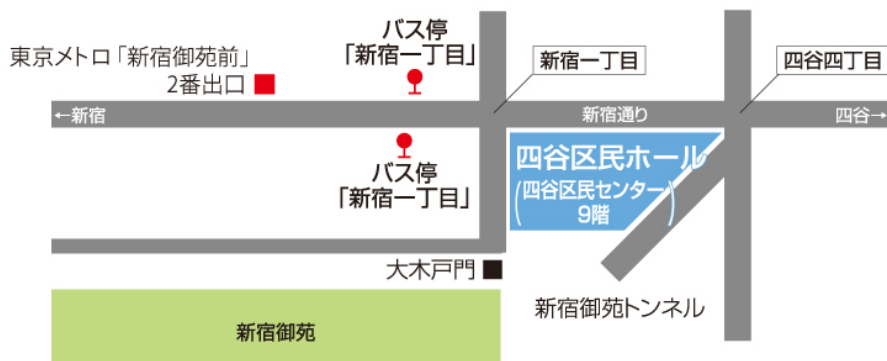 バス停
「新宿一丁目」
東京メトロ「新宿御苑前」
2番出口
新宿一丁目
四谷四丁目
←新宿
新宿通り
四谷→
バス停
「新宿一丁目」
四谷区民ホール
(四谷区民センター)
9階
大木戸門
新宿御苑トンネル
新宿御苑